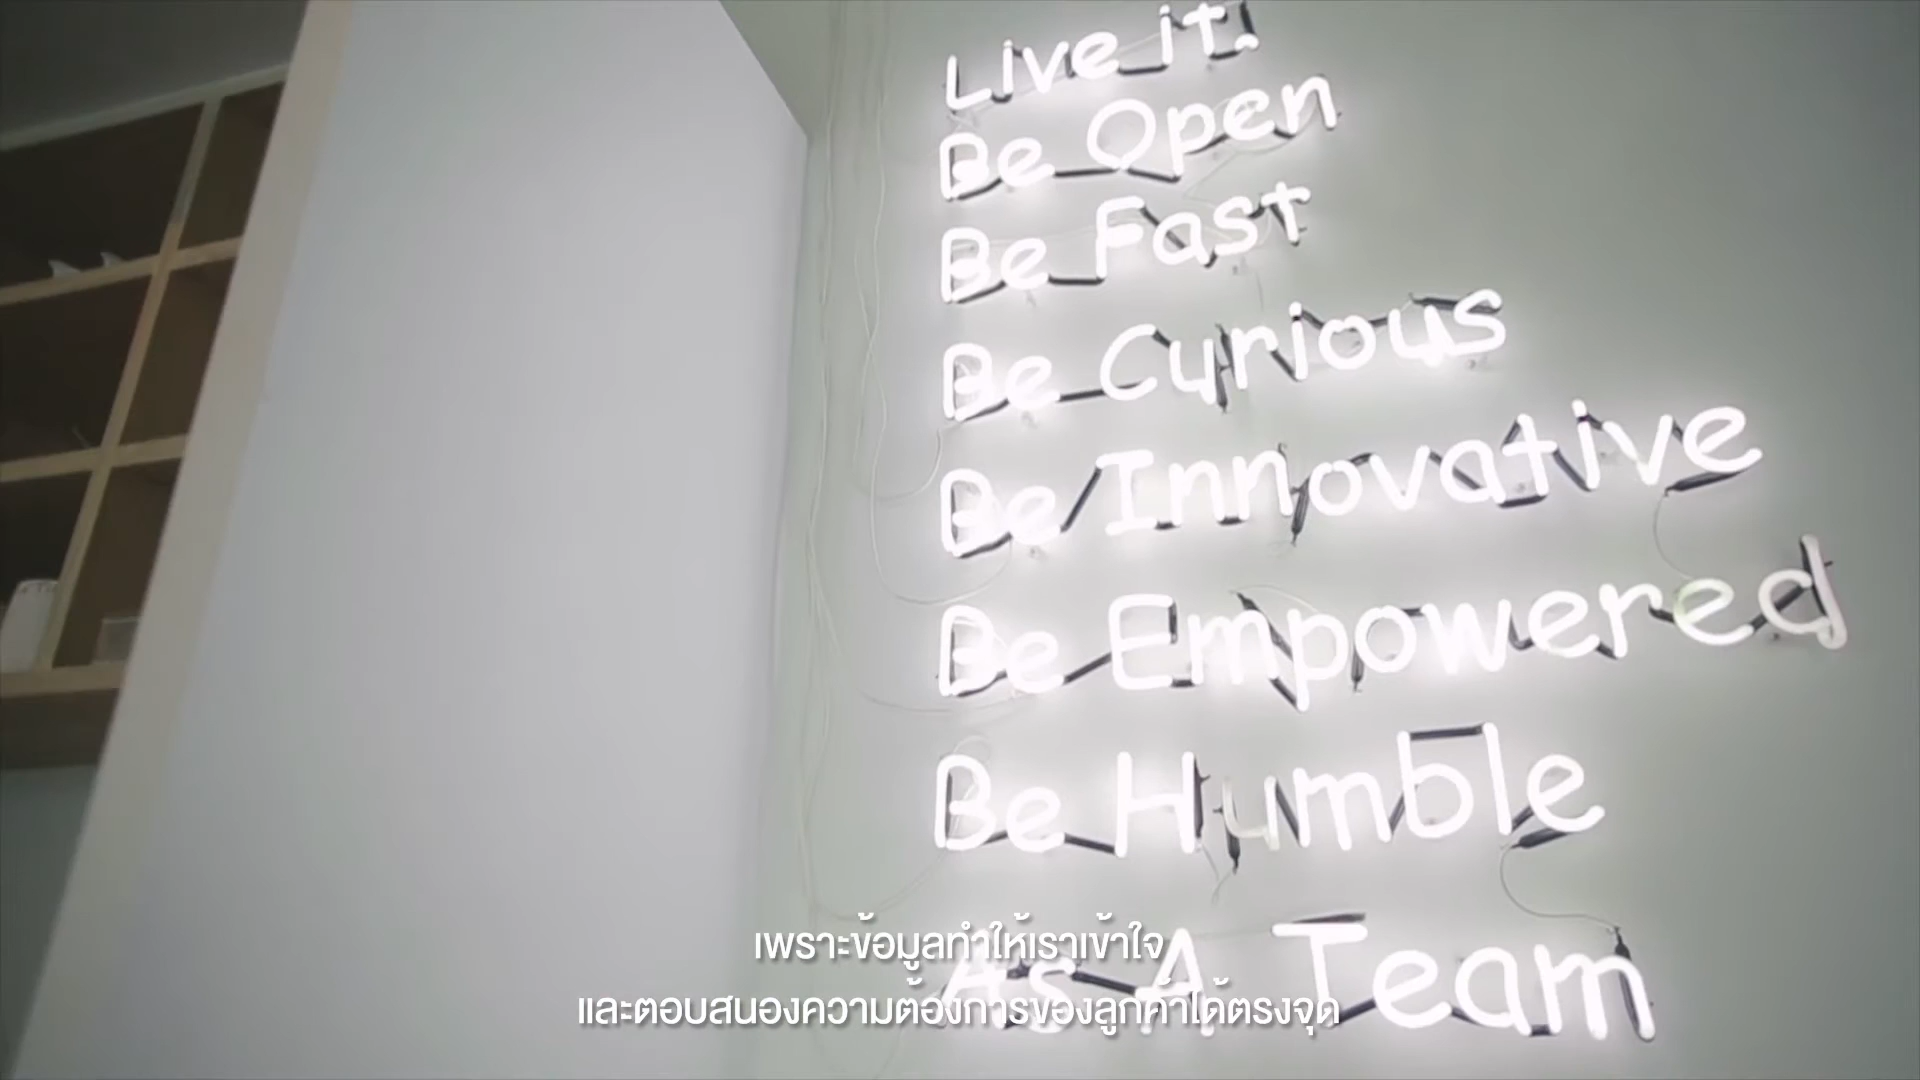 Live it.
Be Open
Be Fast
Be Curious
Be Innovative
Be Empowered
Be Humble
As A Team
เพราะข้อมูลทำให้เราเข้าใจ
และตอบสนองความต้องการของลูกค้าได้ตรงจุด